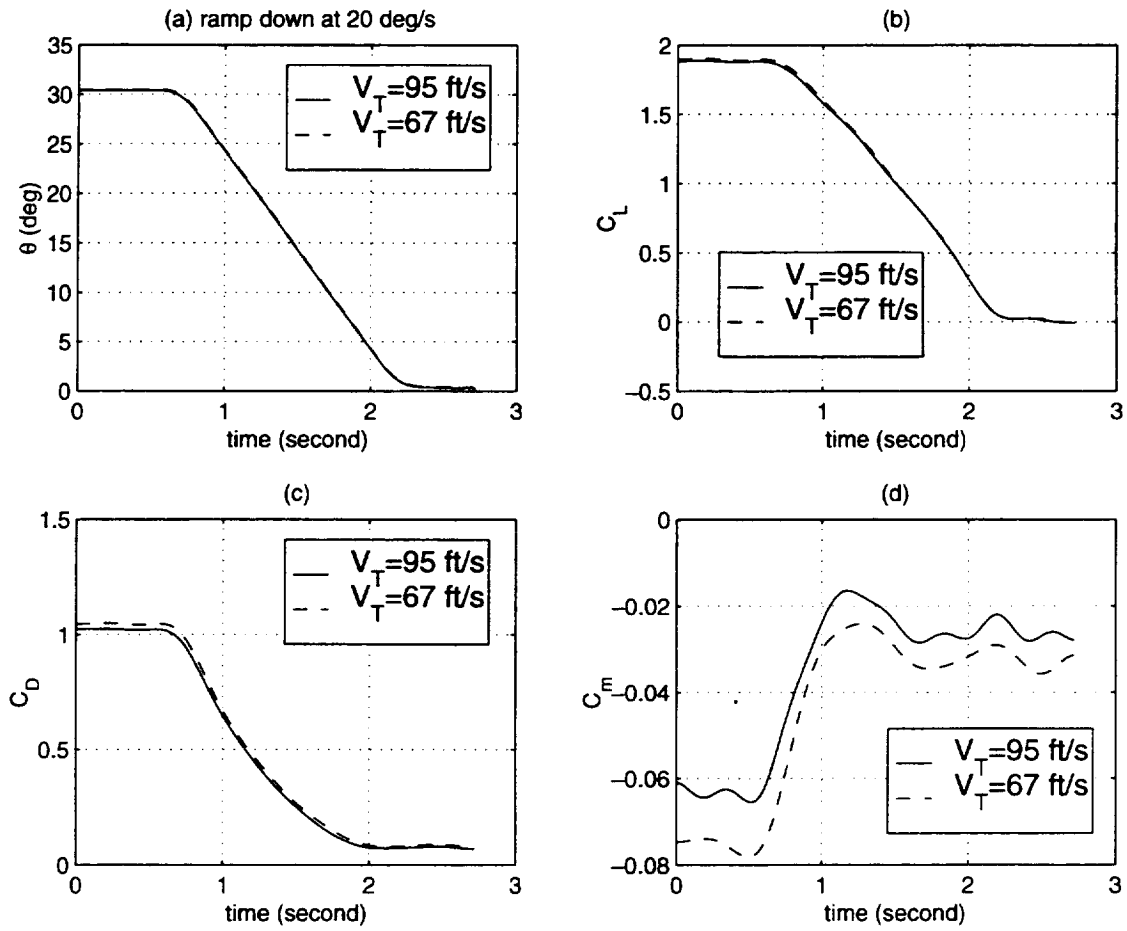 (a) ramp down at 20 deg/s
35
30
25
20
15
10
5
0
0
1
2
3
θ (deg)
time (second)
V_T=95 ft/s
V_T=67 ft/s
(b)
2
1.5
1
0.5
0
−0.5
0
1
2
3
C_L
time (second)
V_T=95 ft/s
V_T=67 ft/s
(c)
1.5
1
0.5
0
0
1
2
3
C_D
time (second)
V_T=95 ft/s
V_T=67 ft/s
(d)
0
−0.02
−0.04
−0.06
−0.08
0
1
2
3
C_m
time (second)
V_T=95 ft/s
V_T=67 ft/s